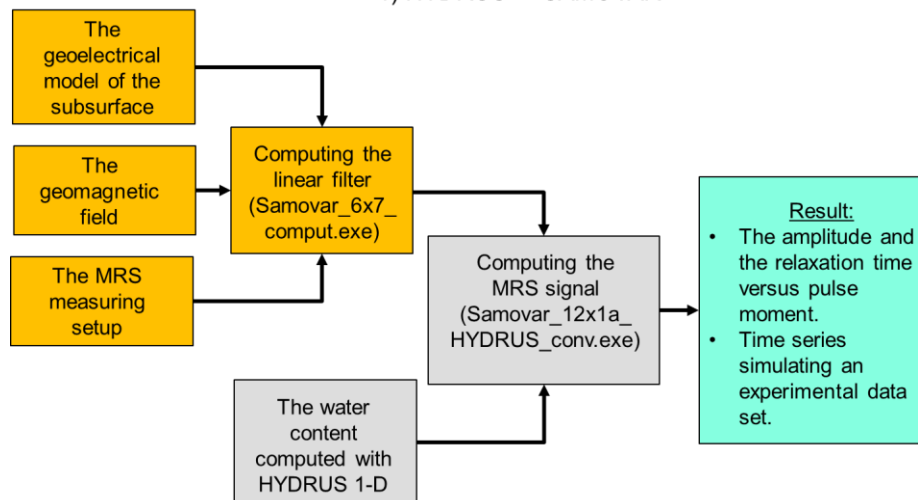 The
geoelectrical
model of the
subsurface
The
geomagnetic
field
The MRS
measuring
setup
Computing the
linear filter
(Samovar_6x7_
comput.exe)
Computing the
MRS signal
(Samovar_12x1a_
HYDRUS_conv.exe)
The water
content
computed with
HYDRUS 1-D
Result:
• The amplitude and
the relaxation time
versus pulse
moment.
• Time series
simulating an
experimental data
set.